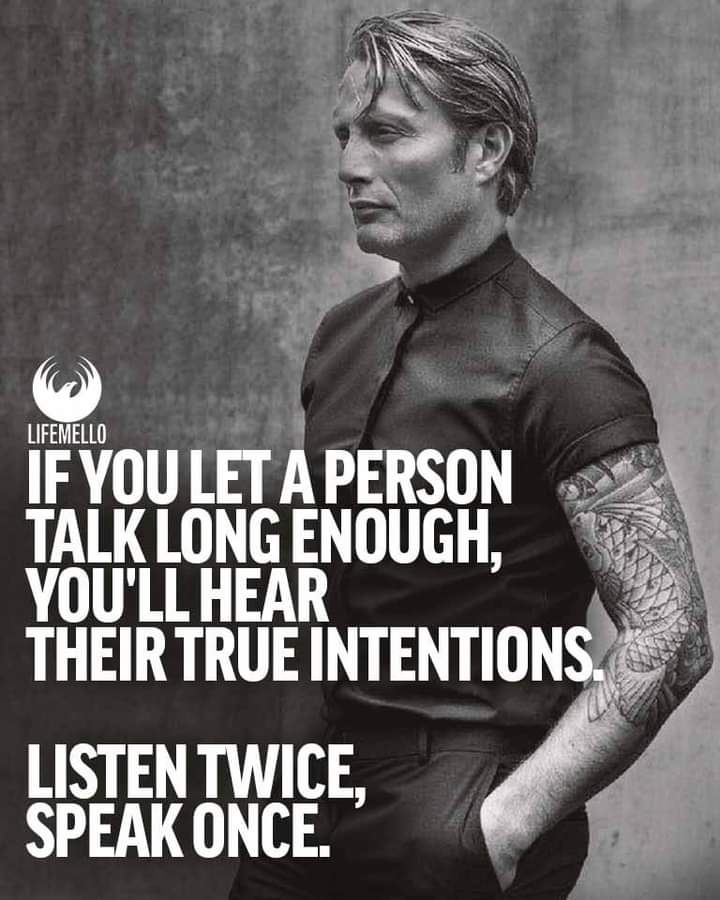 LIFEMELLO
IF YOU LET A PERSON
TALK LONG ENOUGH,
YOU'LL HEAR
THEIR TRUE INTENTIONS.
LISTEN TWICE,
SPEAK ONCE.